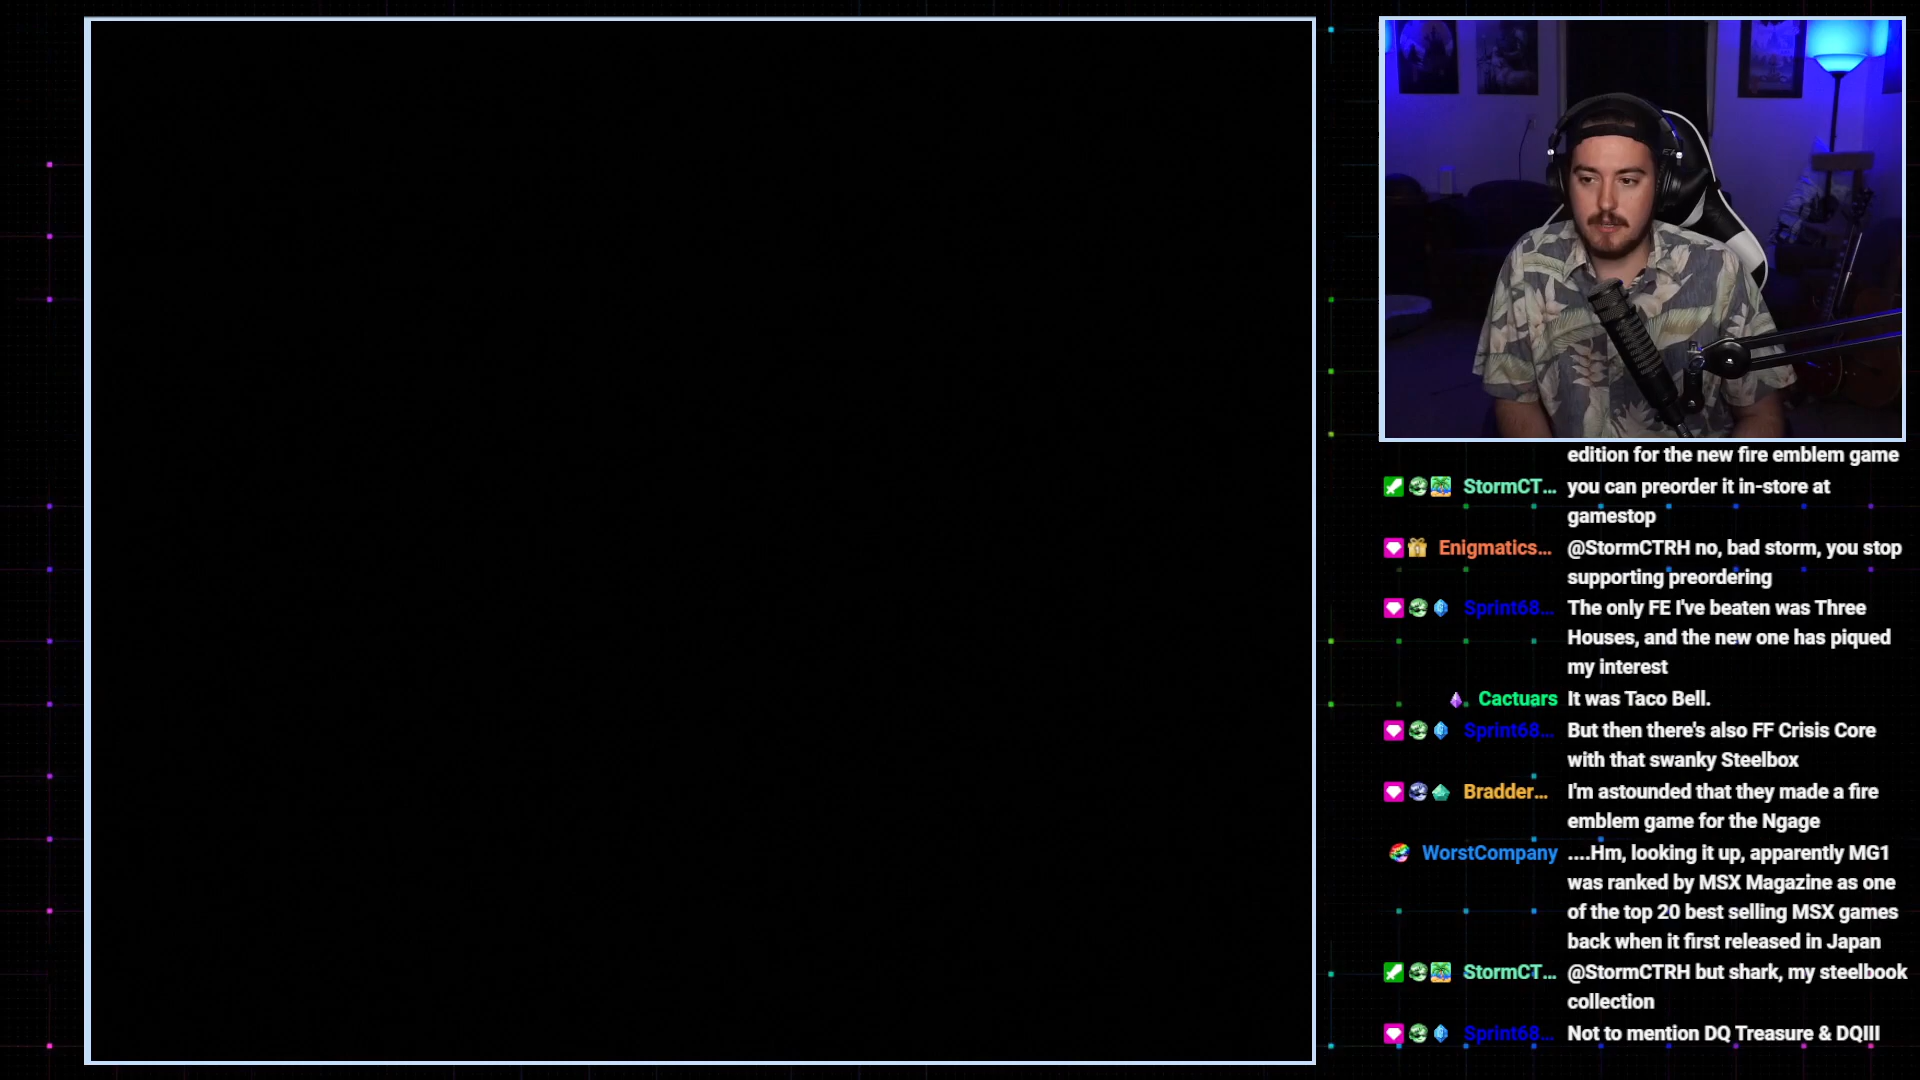 edition for the new fire emblem game
StormCT... you can preorder it in-store at
gamestop
Enigmatics... @StormCTRH no, bad storm, you stop
supporting preordering
Sprint68... The only FE I've beaten was Three
Houses, and the new one has piqued
my interest
Cactuars It was Taco Bell.
Sprint68... But then there's also FF Crisis Core
with that swanky Steelbox
Bradder... I'm astounded that they made a fire
emblem game for the Ngage
WorstCompany ....Hm, looking it up, apparently MG1
was ranked by MSX Magazine as one
of the top 20 best selling MSX games
back when it first released in Japan
StormCT... @StormCTRH but shark, my steelbook
collection
Sprint68... Not to mention DQ Treasure & DQIII